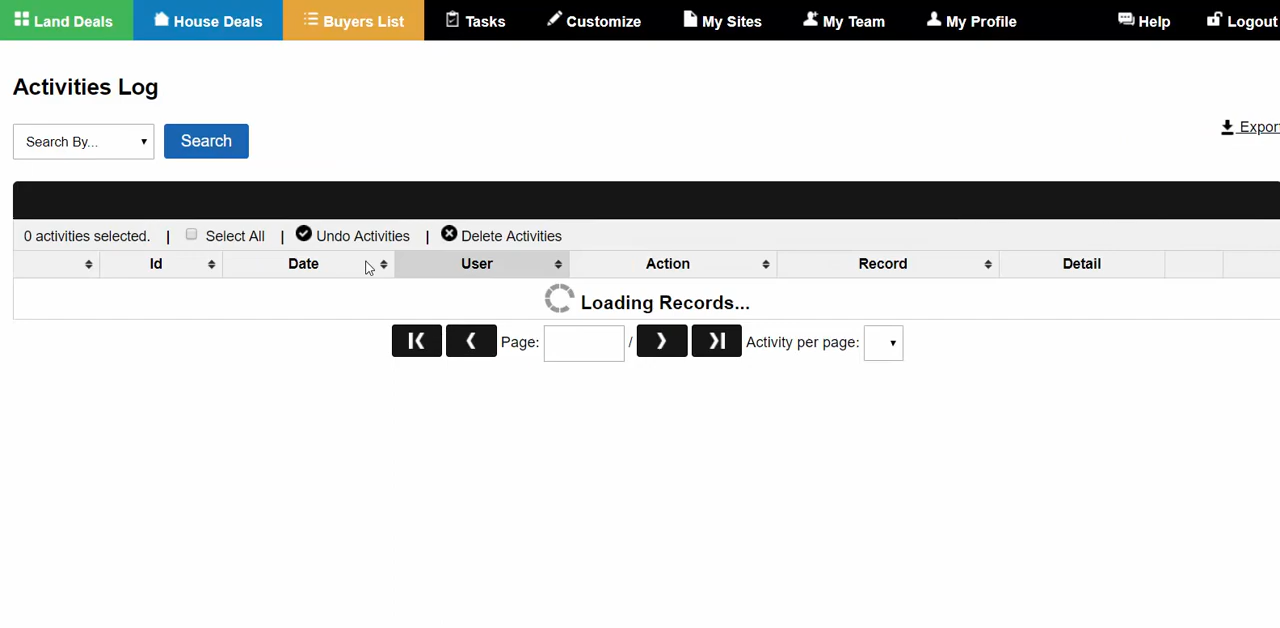 Land Deals House Deals Buyers List Tasks Customize My Sites My Team My Profile Help Logout
Activities Log
Search By... Search
Expor
0 activities selected. | Select All | Undo Activities | Delete Activities
Id Date User Action Record Detail
Loading Records...
Page: / Activity per page: